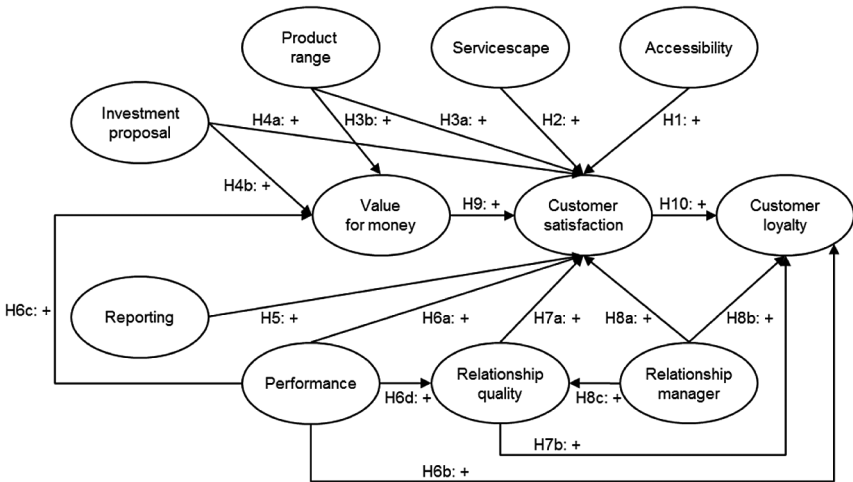 Product
range
Servicescape
Accessibility
Investment
proposal
H4a: +
H3b: +
H3a: +
H2: +
H1: +
H4b: +
Value
for money
H9: +
Customer
satisfaction
H10: +
Customer
loyalty
H6c: +
Reporting
H5: +
H6a: +
H7a: +
H8a: +
H8b: +
Performance
H6d: +
Relationship
quality
H8c: +
Relationship
manager
H7b: +
H6b: +